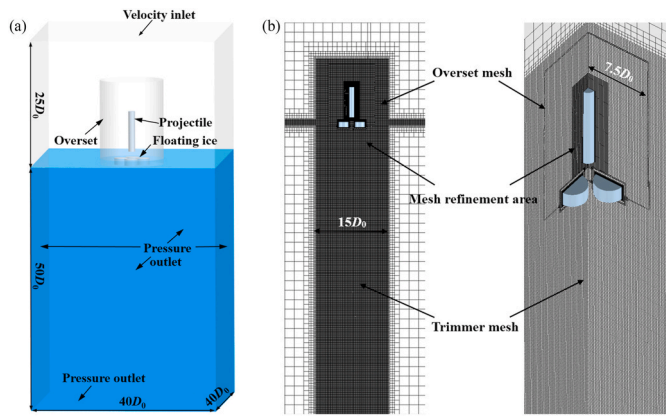 (a)
Velocity inlet
25D₀
Projectile
Overset
Floating ice
Pressure
outlet
50D₀
Pressure outlet
40D₀
40D₀
(b)
Overset mesh
7.5D₀
Mesh refinement area
15D₀
Trimmer mesh